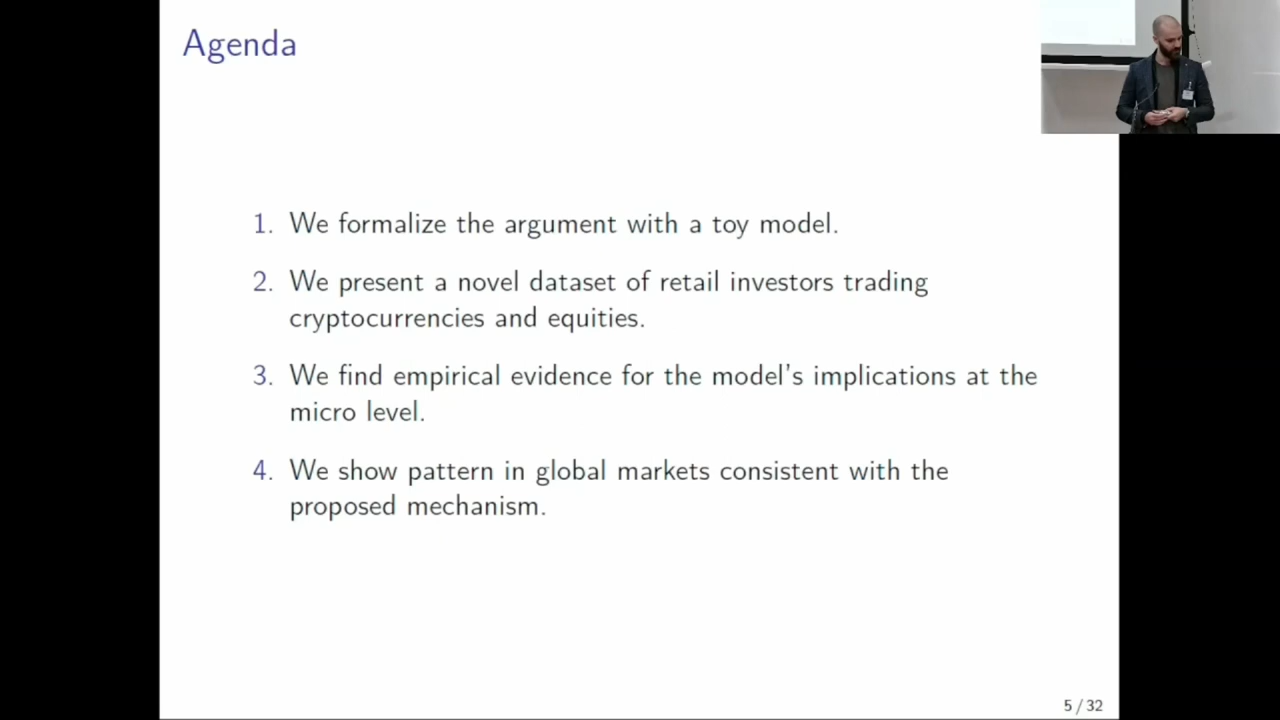 Agenda
1. We formalize the argument with a toy model.
2. We present a novel dataset of retail investors trading
cryptocurrencies and equities.
3. We find empirical evidence for the model's implications at the
micro level.
4. We show pattern in global markets consistent with the
proposed mechanism.
5 / 32